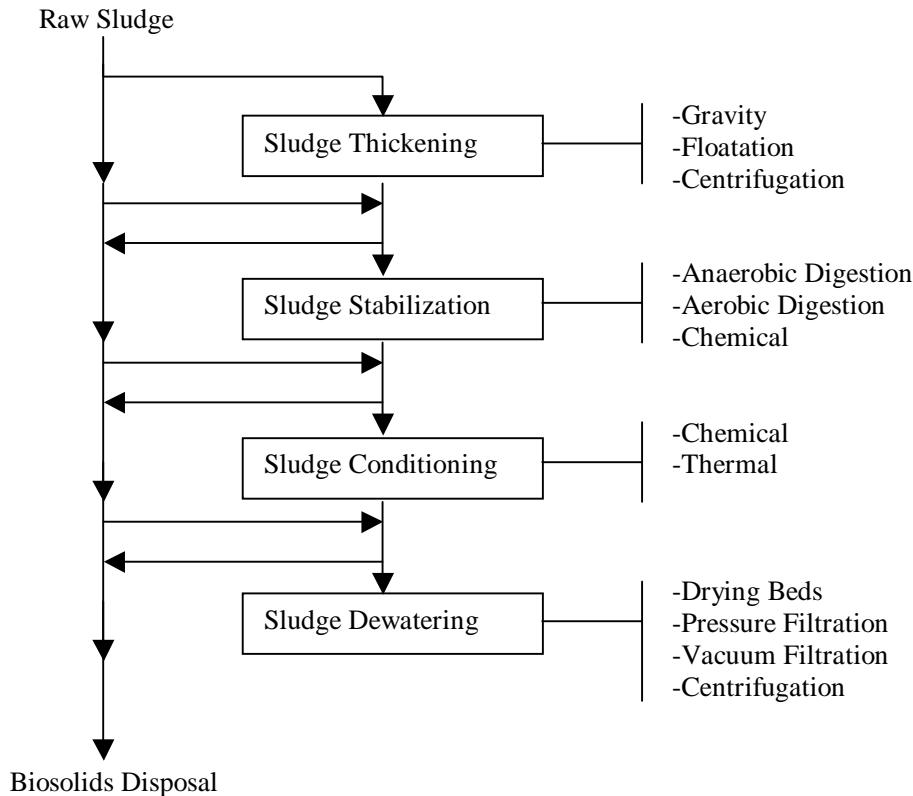 Raw Sludge
Sludge Thickening
-Gravity
-Floatation
-Centrifugation
Sludge Stabilization
-Anaerobic Digestion
-Aerobic Digestion
-Chemical
Sludge Conditioning
-Chemical
-Thermal
Sludge Dewatering
-Drying Beds
-Pressure Filtration
-Vacuum Filtration
-Centrifugation
Biosolids Disposal